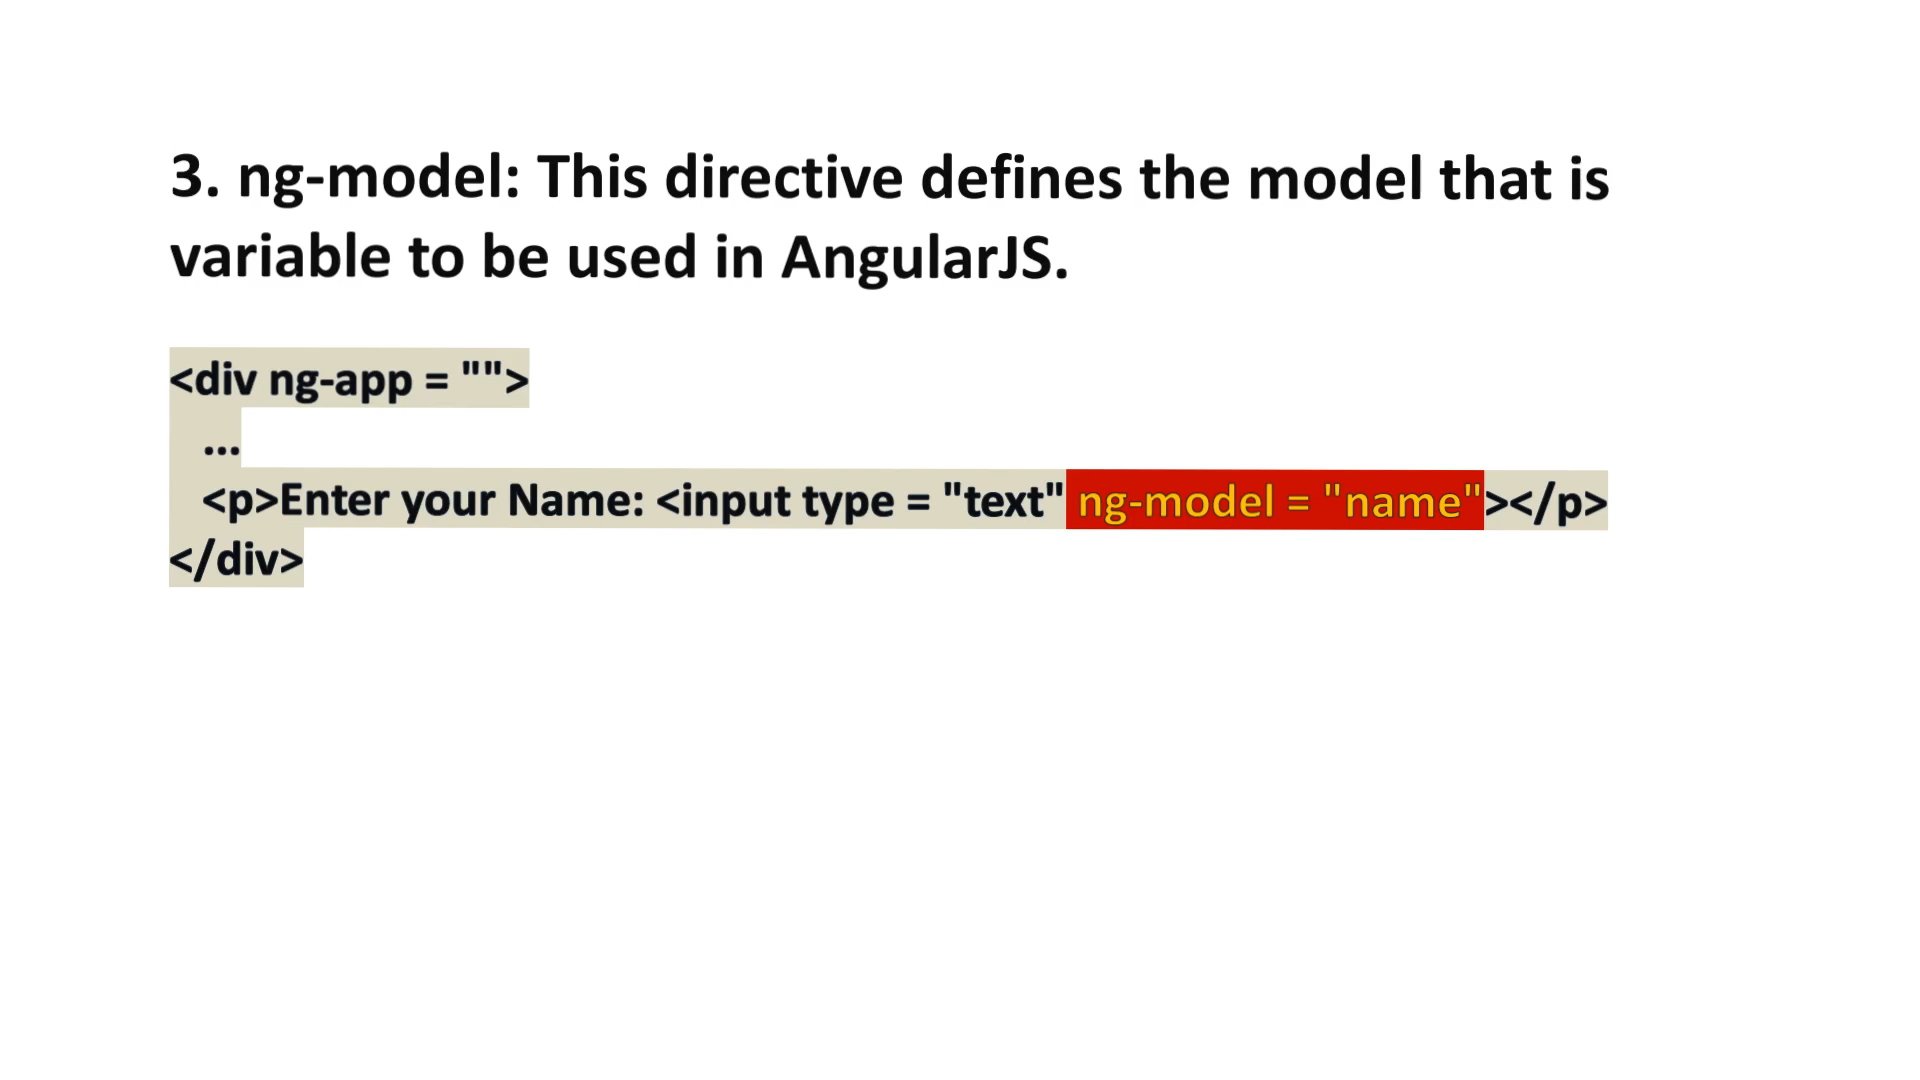 3. ng-model: This directive defines the model that is
variable to be used in AngularJS.
<div ng-app = "">
...
<p>Enter your Name: <input type = "text" ng-model = "name"></p>
</div>